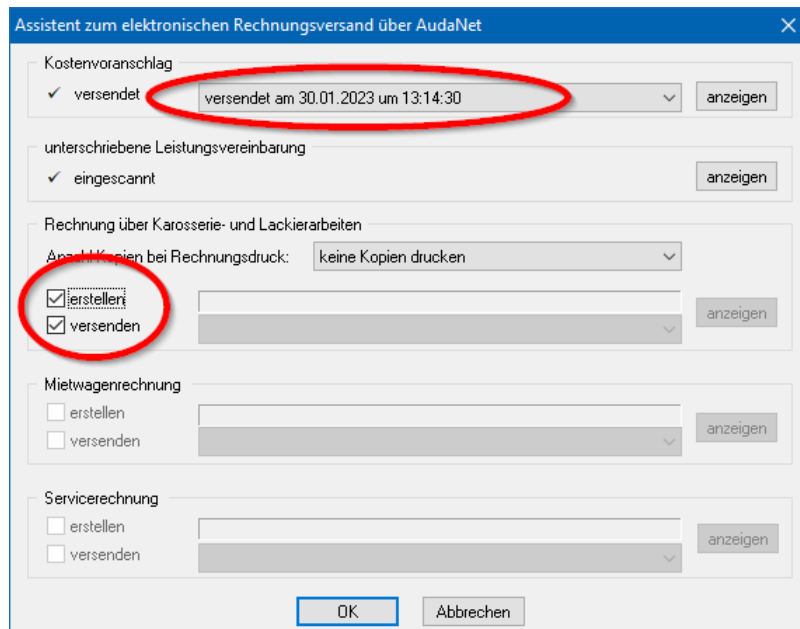 Assistent zum elektronischen Rechnungsversand über AudaNet
Kostenvoranschlag
versendet versendet am 30.01.2023 um 13:14:30 anzeigen
unterschriebene Leistungsvereinbarung
eingescannt anzeigen
Rechnung über Karosserie- und Lackierarbeiten
Anzahl Kopien bei Rechnungsdruck: keine Kopien drucken
erstellen
anzeigen
versenden
Mietwagenrechnung
erstellen
anzeigen
versenden
Servicerechnung
erstellen
anzeigen
versenden
OK Abbrechen